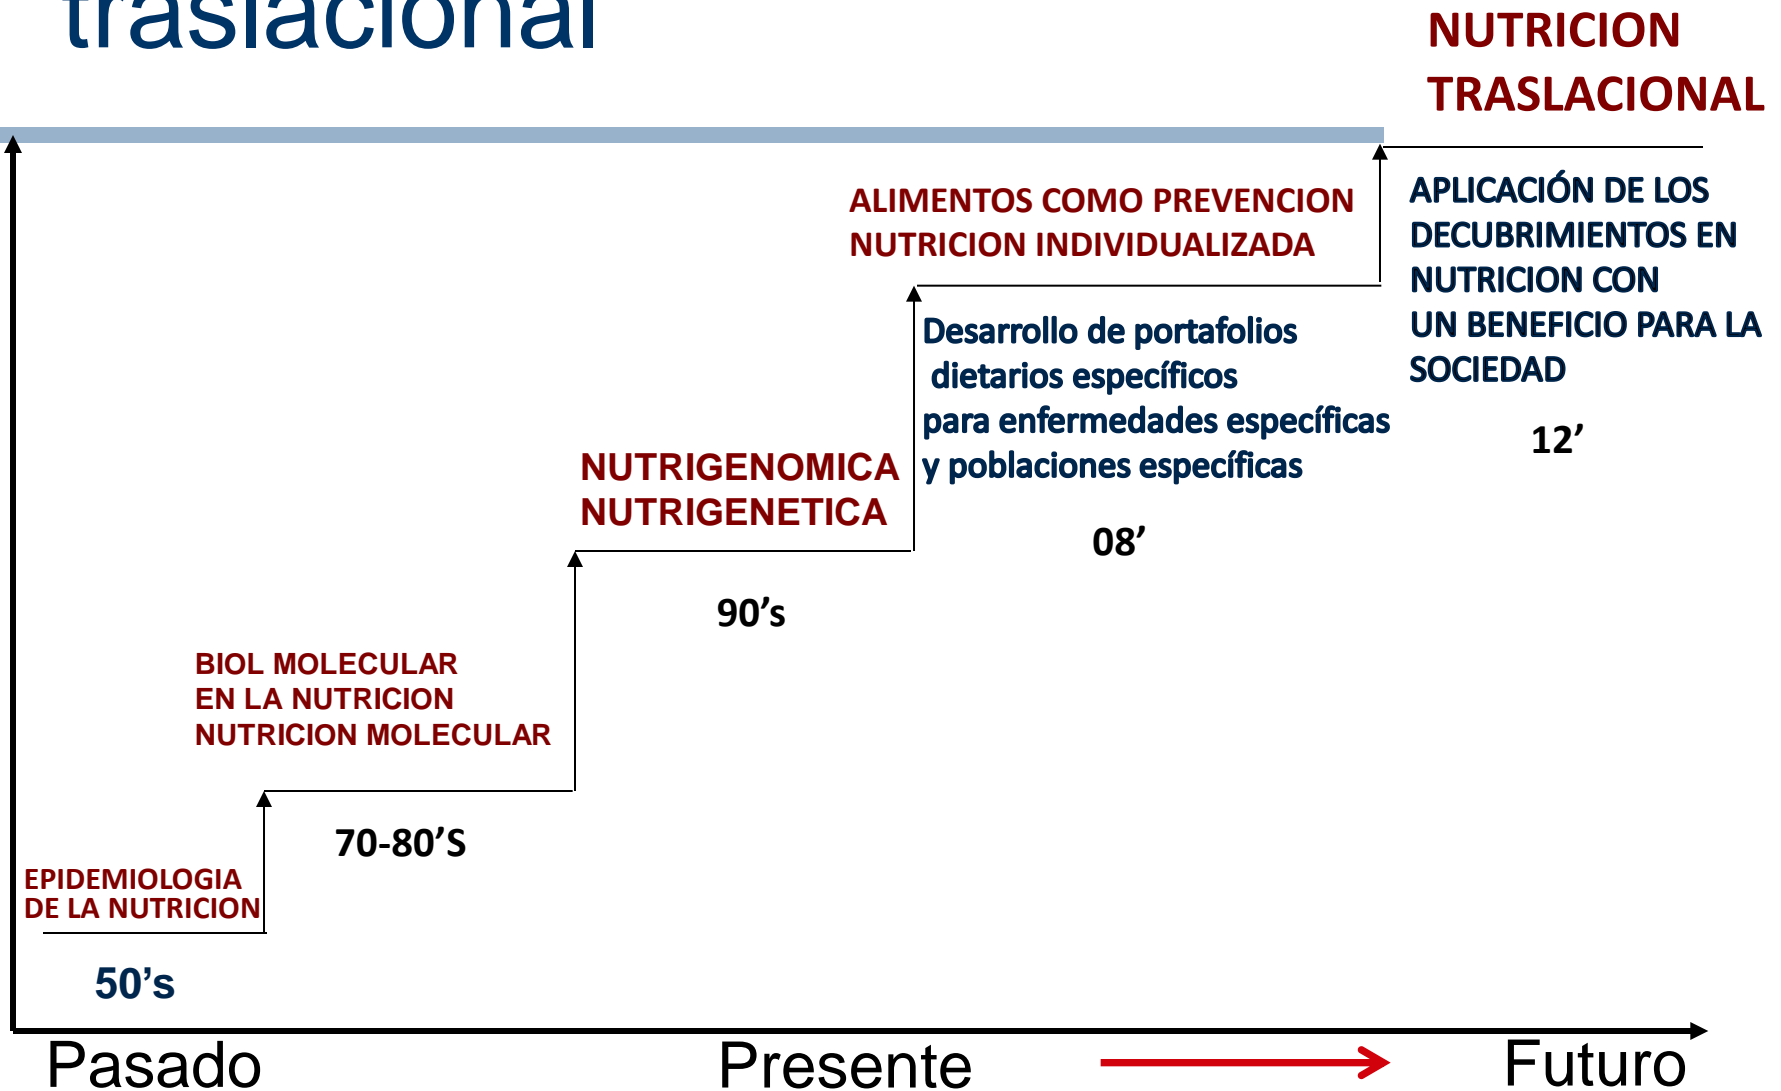 traslacional
NUTRICION
TRASLACIONAL
ALIMENTOS COMO PREVENCION
NUTRICION INDIVIDUALIZADA
APLICACIÓN DE LOS
DECUBRIMIENTOS EN
NUTRICION CON
UN BENEFICIO PARA LA
SOCIEDAD
12’
Desarrollo de portafolios
dietarios específicos
para enfermedades específicas
y poblaciones específicas
08’
NUTRIGENOMICA
NUTRIGENETICA
90’s
BIOL MOLECULAR
EN LA NUTRICION
NUTRICION MOLECULAR
70-80’S
EPIDEMIOLOGIA
DE LA NUTRICION
50’s
Pasado
Presente
Futuro